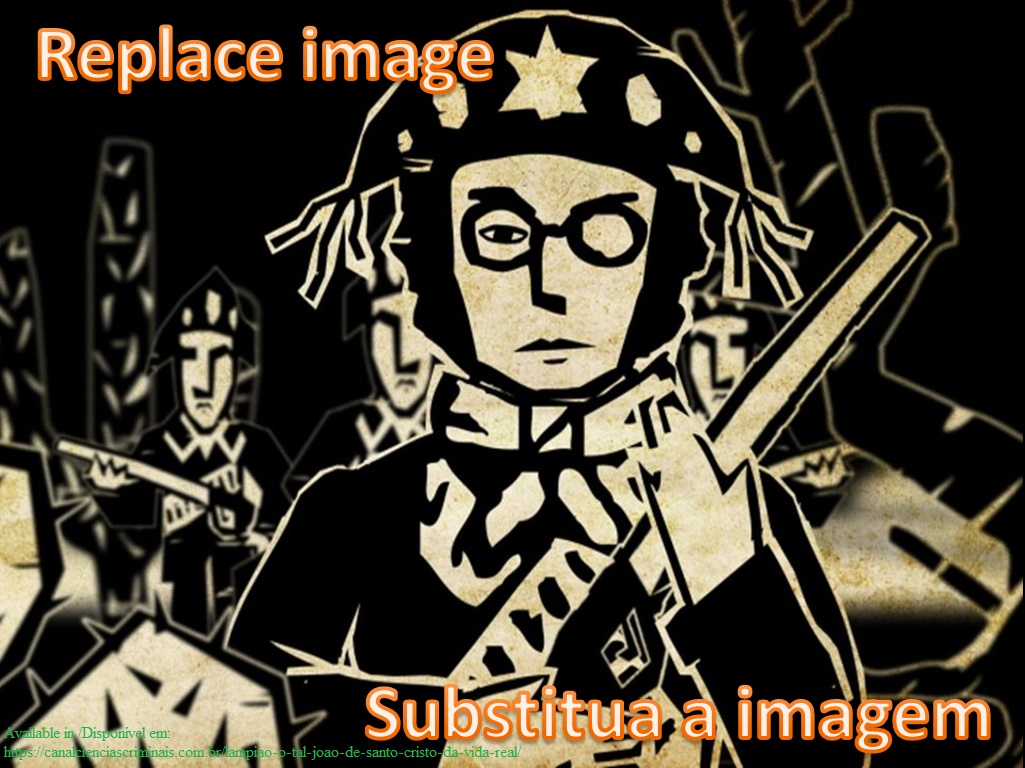 Replace image
Substitua a imagem
Available in /Disponível em:
https://canalcienciascriminais.com.br/lampiao-o-tal-joao-de-santo-cristo-da-vida-real/